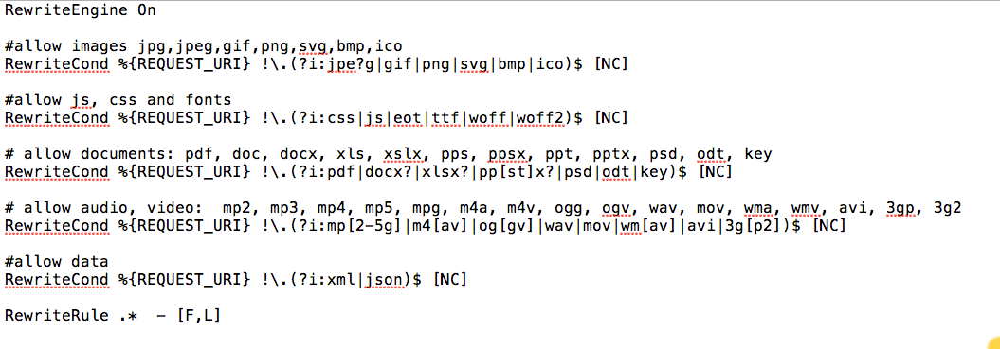 RewriteEngine On
#allow images jpg,jpeg,gif,png,svg,bmp,ico
RewriteCond %{REQUEST_URI} !\.(?i:jpe?g|gif|png|svg|bmp|ico)$ [NC]
#allow js, css and fonts
RewriteCond %{REQUEST_URI} !\.(?i:css|js|eot|ttf|woff|woff2)$ [NC]
# allow documents: pdf, doc, docx, xls, xslx, pps, ppsx, ppt, pptx, psd, odt, key
RewriteCond %{REQUEST_URI} !\.(?i:pdf|docx?|xlsx?|pp[st]x?|psd|odt|key)$ [NC]
# allow audio, video:  mp2, mp3, mp4, mp5, mpg, m4a, m4v, ogg, ogv, wav, mov, wma, wmv, avi, 3gp, 3g2
RewriteCond %{REQUEST_URI} !\.(?i:mp[2-5g]|m4[av]|og[gv]|wav|mov|wm[av]|avi|3g[p2])$ [NC]
#allow data
RewriteCond %{REQUEST_URI} !\.(?i:xml|json)$ [NC]
RewriteRule .*  - [F,L]